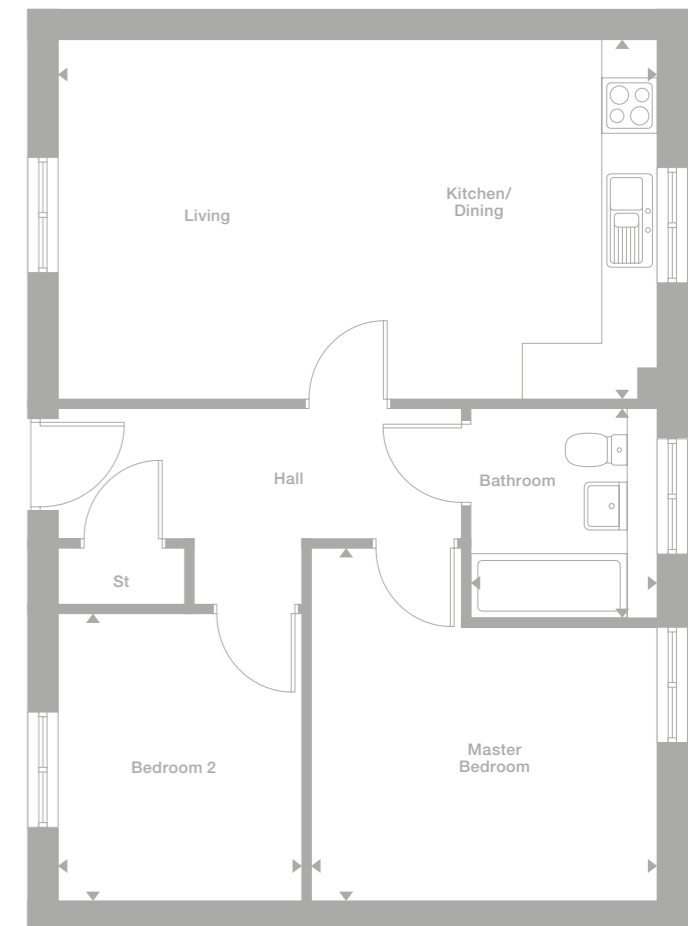 Living
Kitchen/
Dining
Hall
Bathroom
St
Bedroom 2
Master
Bedroom